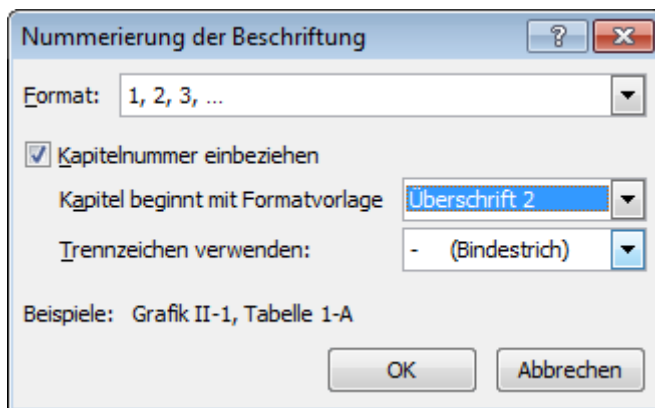 Nummerierung der Beschriftung
Format: 1, 2, 3, ...
Kapitelnummer einbeziehen
Kapitel beginnt mit Formatvorlage Überschrift 2
Trennzeichen verwenden: - (Bindestrich)
Beispiele: Grafik II-1, Tabelle 1-A
OK Abbrechen